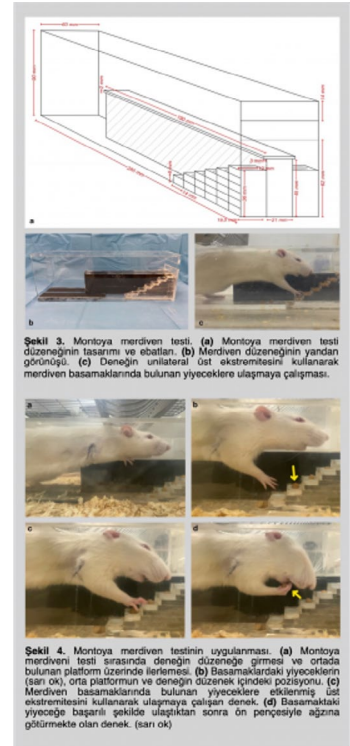 a
b
c
Şekil 3. Montoya merdiven testi. (a) Montoya merdiven testi
düzeneğinin tasarımı ve ebatları. (b) Merdiven düzeneğinin yandan
görünüşü. (c) Deneğin unilateral üst ekstremitesini kullanarak
merdiven basamaklarında bulunan yiyeceklere ulaşmaya çalışması.
a
b
c
d
Şekil 4. Montoya merdiven testinin uygulanması. (a) Montoya
merdiveni testi sırasında deneğin düzeneğe girmesi ve ortada
bulunan platform üzerinde ilerlemesi. (b) Basamaklardaki yiyeceklerin
(sarı ok), orta platformun ve deneğin düzenek içindeki pozisyonu. (c)
Merdiven basamaklarında bulunan yiyeceklere etkilenmiş üst
ekstremitesini kullanarak ulaşmaya çalışan denek. (d) Basamaktaki
yiyeceğe başarılı şekilde ulaştıktan sonra ön pençesiyle ağzına
götürmekte olan denek. (sarı ok)